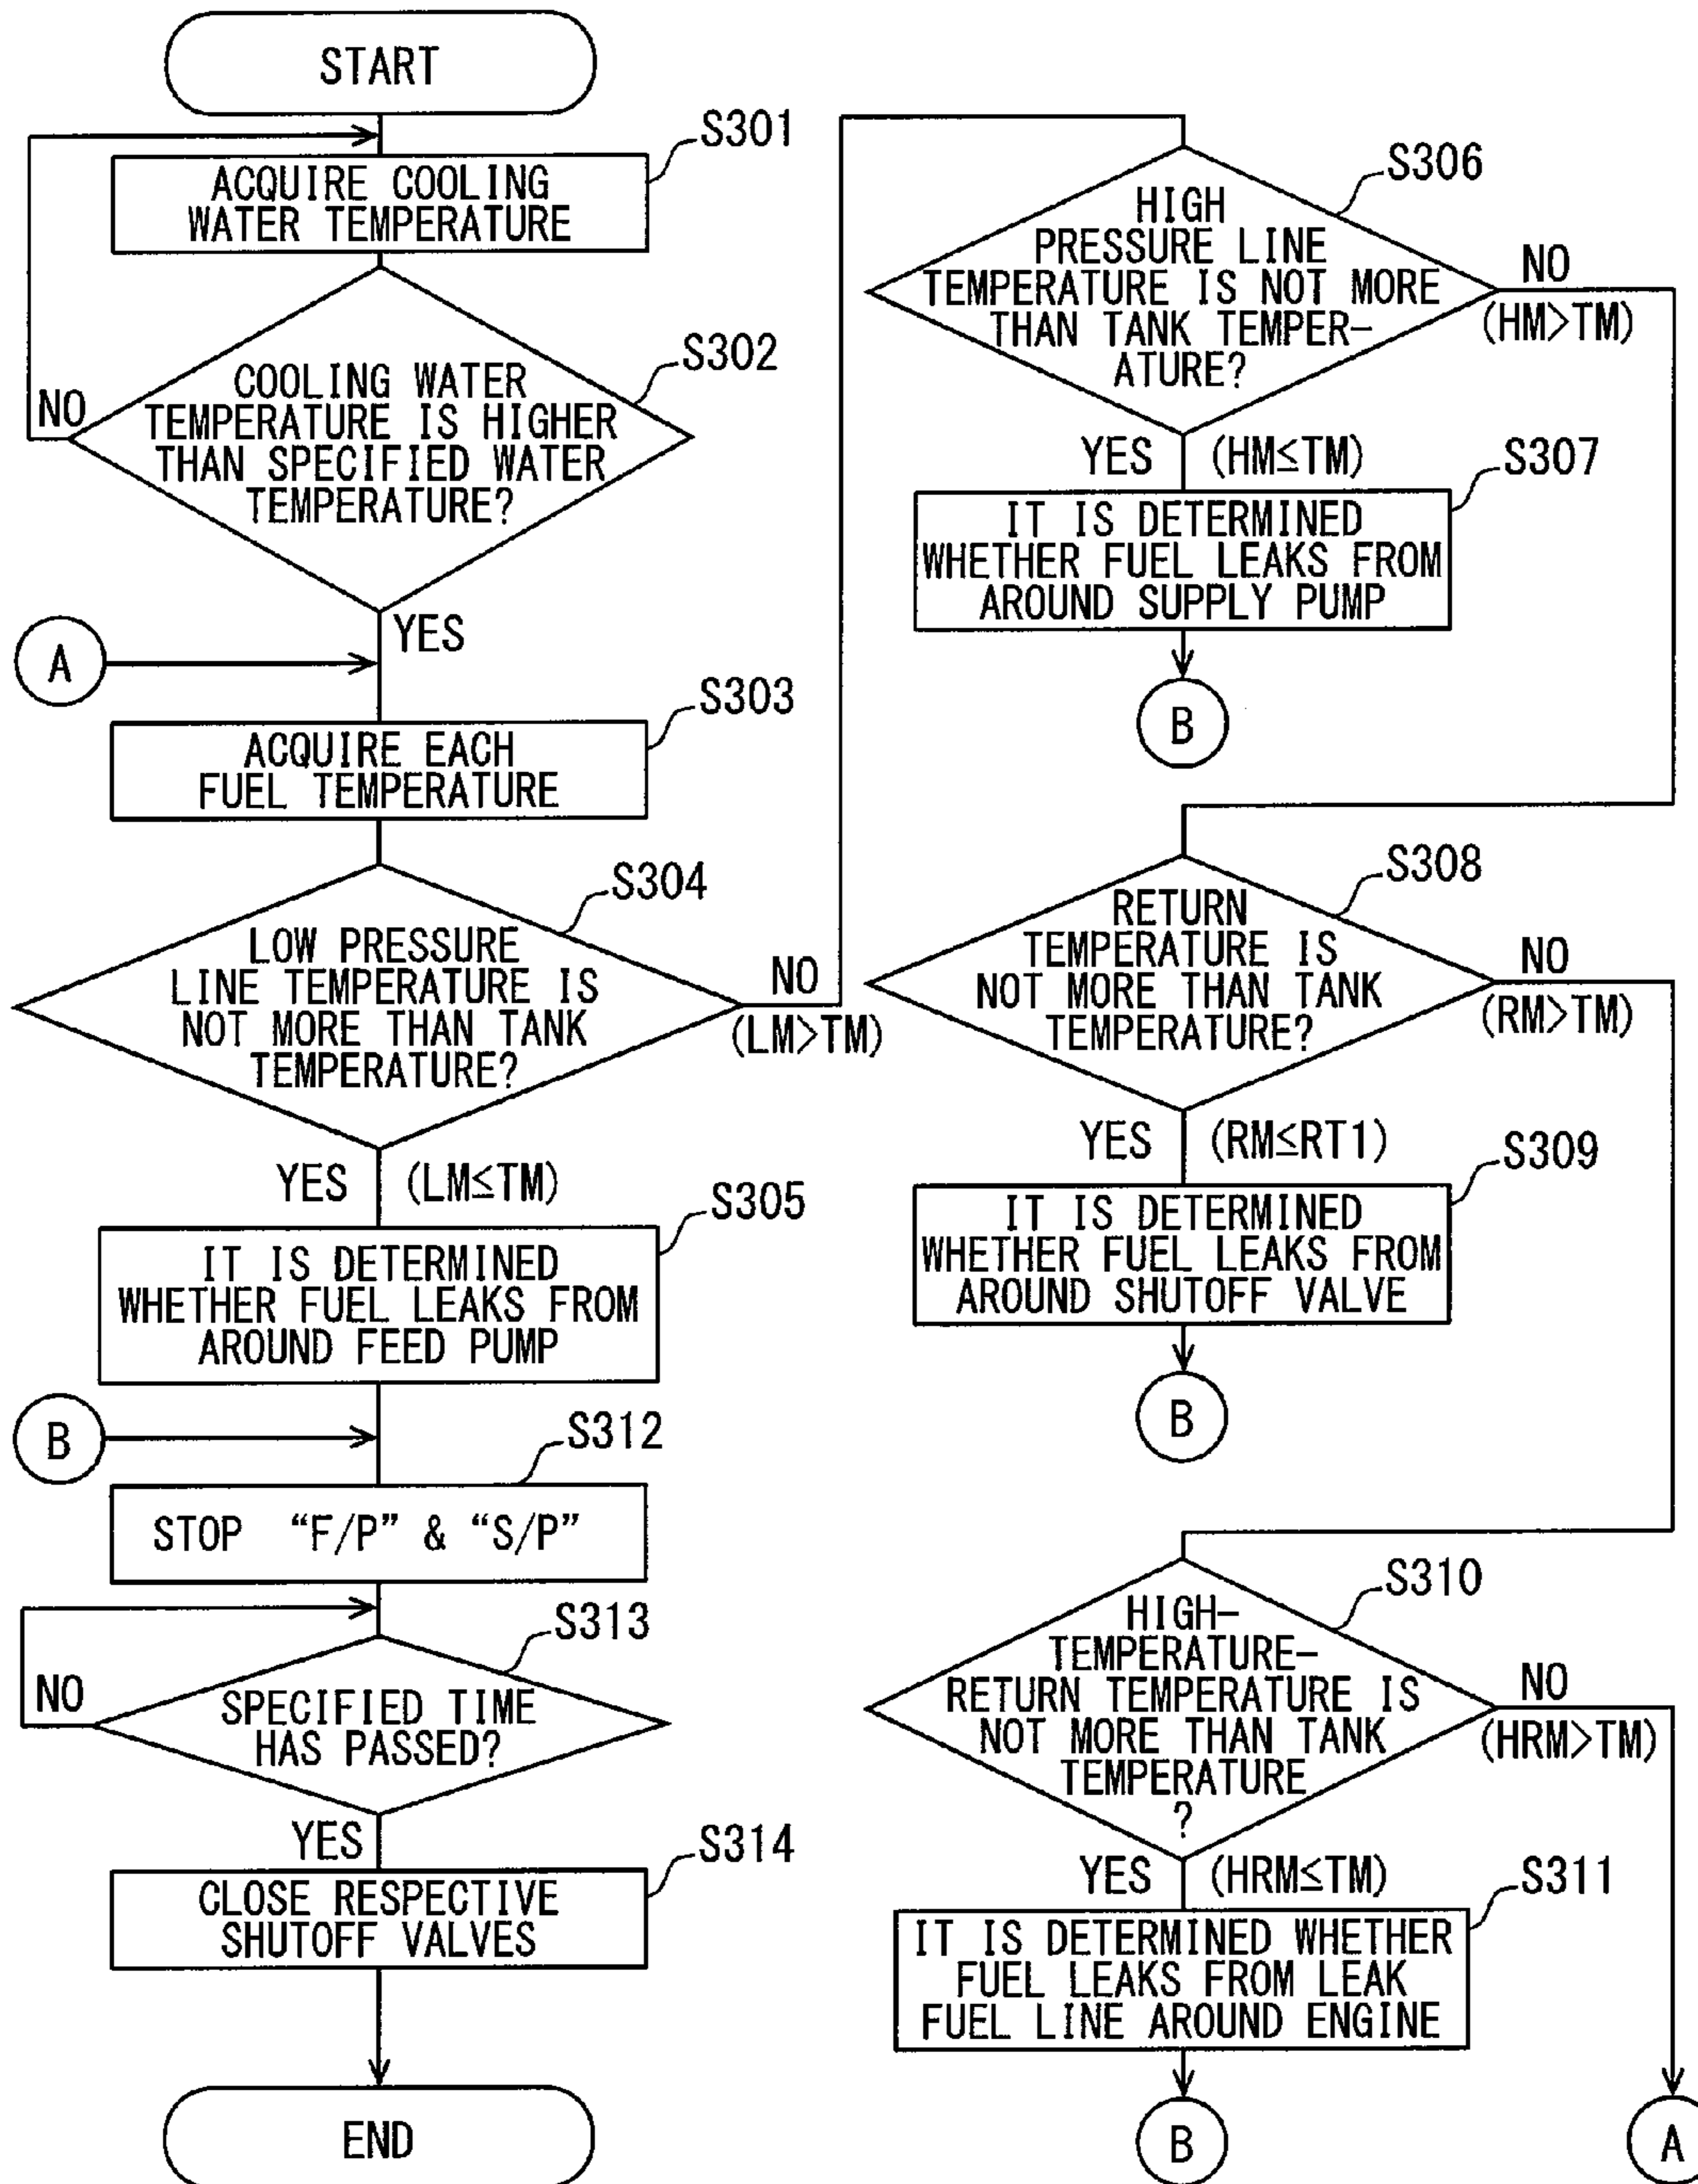 START
S301
ACQUIRE COOLING
WATER TEMPERATURE
S302
COOLING WATER
TEMPERATURE IS HIGHER
THAN SPECIFIED WATER
TEMPERATURE?
NO
YES
A
S303
ACQUIRE EACH
FUEL TEMPERATURE
S304
LOW PRESSURE
LINE TEMPERATURE IS
NOT MORE THAN TANK
TEMPERATURE?
NO
(LM>TM)
YES (LM≤TM)
S305
IT IS DETERMINED
WHETHER FUEL LEAKS FROM
AROUND FEED PUMP
B
S312
STOP “F/P” & “S/P”
S313
SPECIFIED TIME
HAS PASSED?
NO
YES
S314
CLOSE RESPECTIVE
SHUTOFF VALVES
END
S306
HIGH
PRESSURE LINE
TEMPERATURE IS NOT MORE
THAN TANK TEMPER-
ATURE?
NO
(HM>TM)
YES (HM≤TM)
S307
IT IS DETERMINED
WHETHER FUEL LEAKS FROM
AROUND SUPPLY PUMP
B
S308
RETURN
TEMPERATURE IS
NOT MORE THAN TANK
TEMPERATURE?
NO
(RM>TM)
YES (RM≤RT1)
S309
IT IS DETERMINED
WHETHER FUEL LEAKS FROM
AROUND SHUTOFF VALVE
B
S310
HIGH-
TEMPERATURE-
RETURN TEMPERATURE IS
NOT MORE THAN TANK
TEMPERATURE
?
NO
(HRM>TM)
YES (HRM≤TM)
S311
IT IS DETERMINED WHETHER
FUEL LEAKS FROM LEAK
FUEL LINE AROUND ENGINE
B
A